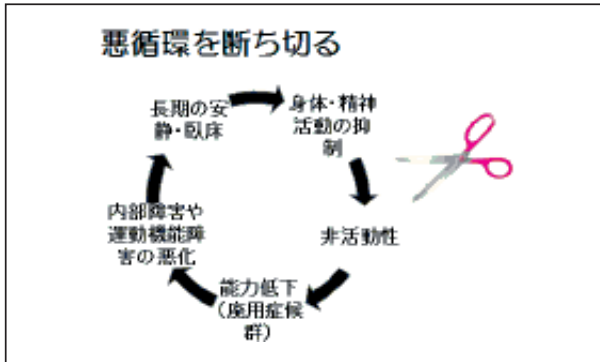 悪循環を断ち切る
長期の安
静・臥床
身体・精神
活動の抑
制
非活動性
能力低下
(廃用症候
群)
内部障害や
運動機能障
害の悪化